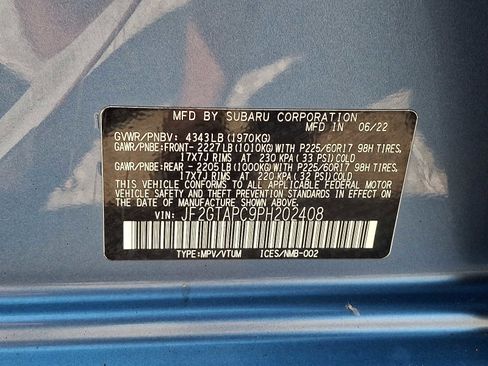 MFD BY SUBARU CORPORATION
MFD IN 06/22
GVWR/PNBV: 4343LB (1970KG)
GAWR/PNBE:FRONT- 2227LB(1010KG)WITH P225/60R17 98H TIRES,
17X7J RIMS AT 230 KPA (33 PSI)COLD
GAWR/PNBE:REAR - 2205LB(1000KG)WITH P225/60R17 98H TIRES,
17X7J RIMS AT 220 KPA (32 PSI)COLD
THIS VEHICLE CONFORMS TO ALL APPLICABLE FEDERAL MOTOR
VEHICLE SAFETY AND THEFT PREVENTION STANDARDS IN EFFECT ON
THE DATE OF MANUFACTURE SHOWN ABOVE.
VIN: JF2GTAPC9PH202408
TYPE:MPV/VTUM ICES/NMB-002